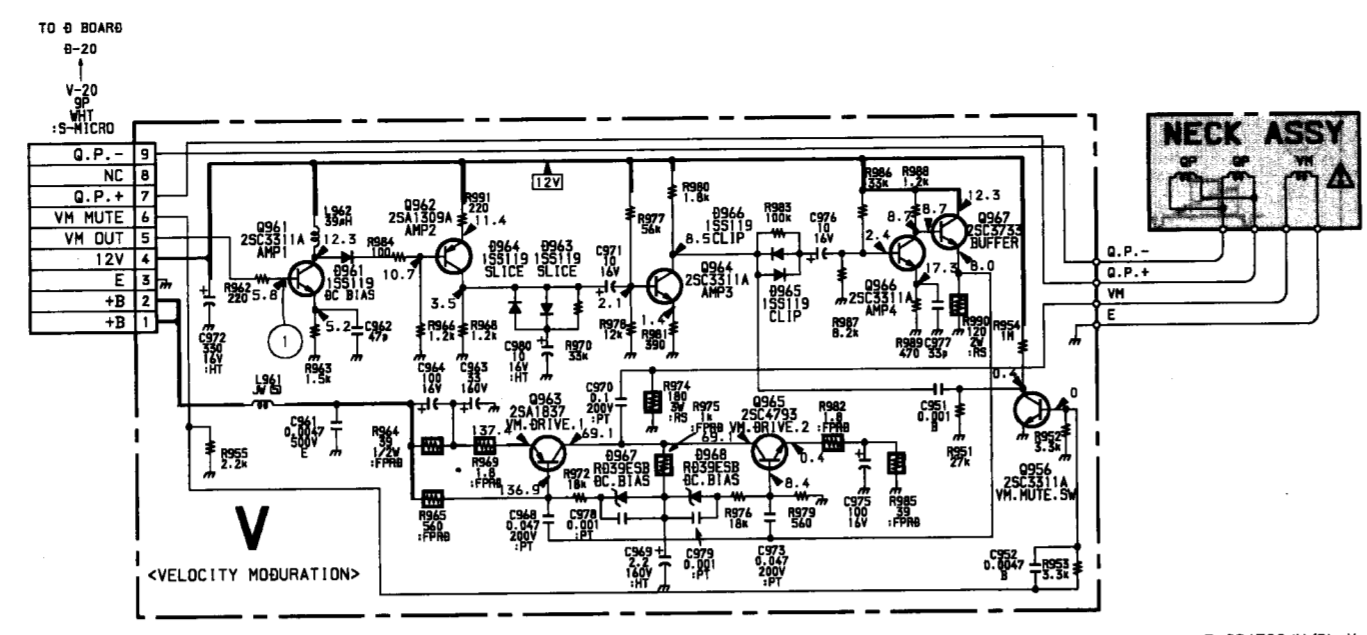 TO D BOARD
D-20
V-20
9P
WHT
:S-MICRO
Q.P.- 9
NC 8
Q.P.+ 7
VM MUTE 6
VM OUT 5
12V 4
E 3
+B 2
+B 1
NECK ASSY
QP
QP
VM
Q.P.-
Q.P.+
VM
E
12V
R962
220
5.8
1
C972
330
16V
:HT
Q961
2SC3311A
AMP1
L962
39µH
12.3
D961
1SS119
DC BIAS
5.2
R963
1.5k
C962
47p
R984
100
10.7
Q962
2SA1309A
AMP2
R991
220
11.4
3.5
R966
1.2k
R968
1.2k
D964
1SS119
SLICE
D963
1SS119
SLICE
C980
10
16V
:HT
R970
33k
C971
10
16V
2.1
R977
56k
R978
12k
R980
1.8k
8.5
Q964
2SC3311A
AMP3
1.4
R981
390
D966
1SS119
CLIP
R983
100k
D965
1SS119
CLIP
C976
10
16V
R986
33k
R987
8.2k
2.4
R988
1.2k
8.7
8.7
12.3
Q967
2SC3733
BUFFER
8.0
17.3
Q966
2SC3311A
AMP4
R989
470
C977
33p
R990
120
2W
:RS
R954
1M
0.4
0
Q956
2SC3311A
VM.MUTE.SW
R952
3.3k
C951
0.001
B
R951
27k
C952
0.0047
B
R953
3.3k
L961
JW
C961
0.0047
500V
E
R955
2.2k
C964
100
16V
C963
33
160V
R964
39
1/2W
:FPRD
R965
560
:FPRD
R969
1.8
:FPRD
137.4
136.9
Q963
2SA1837
VM.DRIVE.1
69.1
C970
0.1
200V
:PT
R974
180
3W
:RS
R975
1k
:FPRD
69.1
Q965
2SC4793
VM.DRIVE.2
0.4
8.4
R982
1.8
:FPRD
C975
100
16V
R985
39
:FPRD
C968
0.047
200V
:PT
R972
18k
C978
0.001
:PT
D967
RD39ESB
DC.BIAS
D968
RD39ESB
DC.BIAS
C969
2.2
160V
:HT
C979
0.001
:PT
R976
18k
R979
560
C973
0.047
200V
:PT
V
<VELOCITY MODURATION>